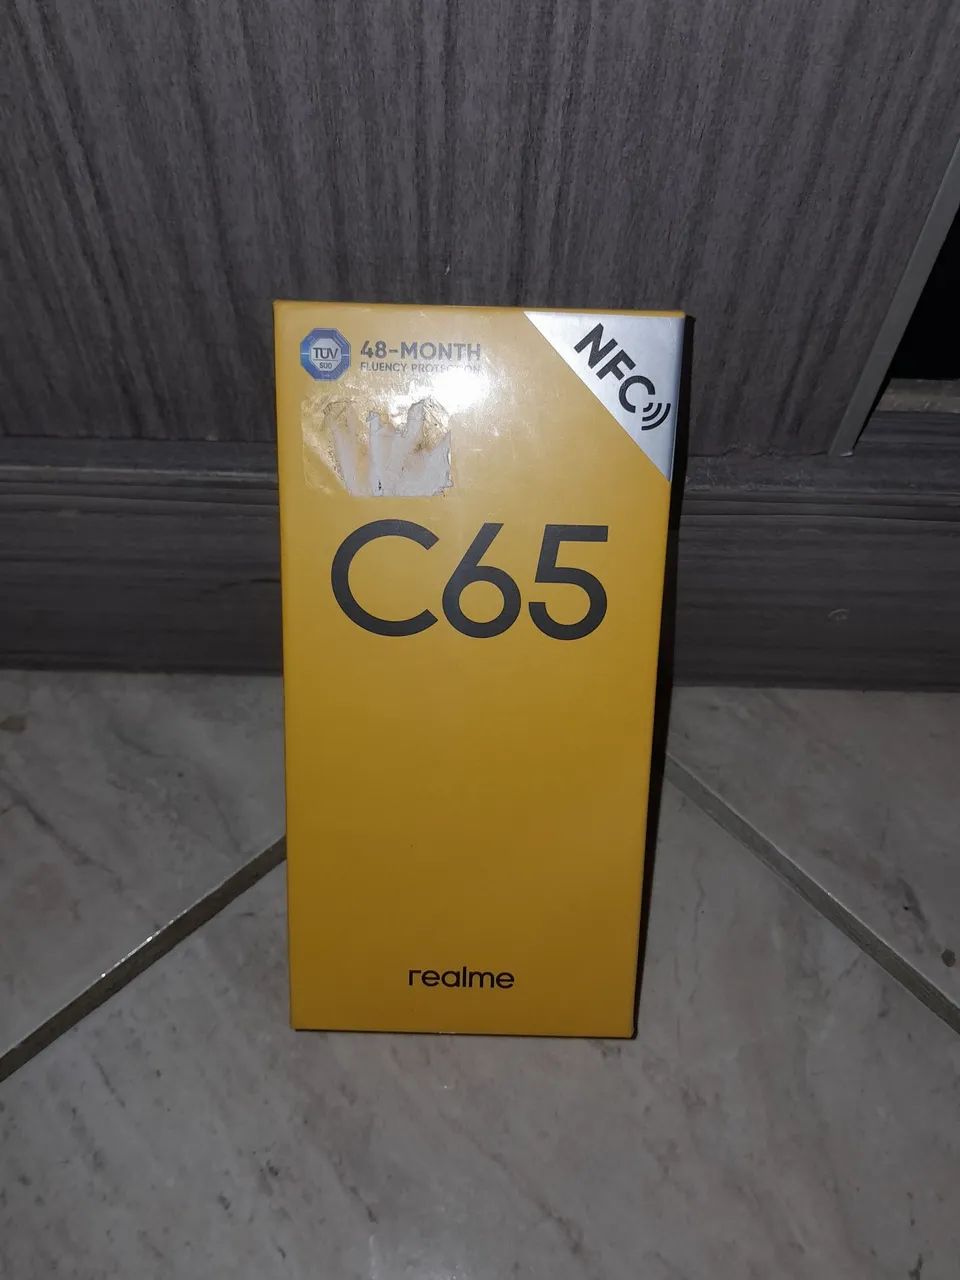 TÜV
SÜD
48-MONTH
FLUENCY PROTECTION
NFC
C65
realme